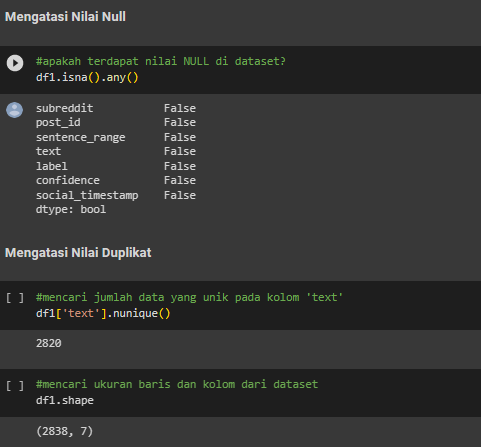 Mengatasi Nilai Null
#apakah terdapat nilai NULL di dataset?
df1.isna().any()
subreddit False
post_id False
sentence_range False
text False
label False
confidence False
social_timestamp False
dtype: bool
Mengatasi Nilai Duplikat
[ ] #mencari jumlah data yang unik pada kolom 'text'
df1['text'].nunique()
2820
[ ] #mencari ukuran baris dan kolom dari dataset
df1.shape
(2838, 7)